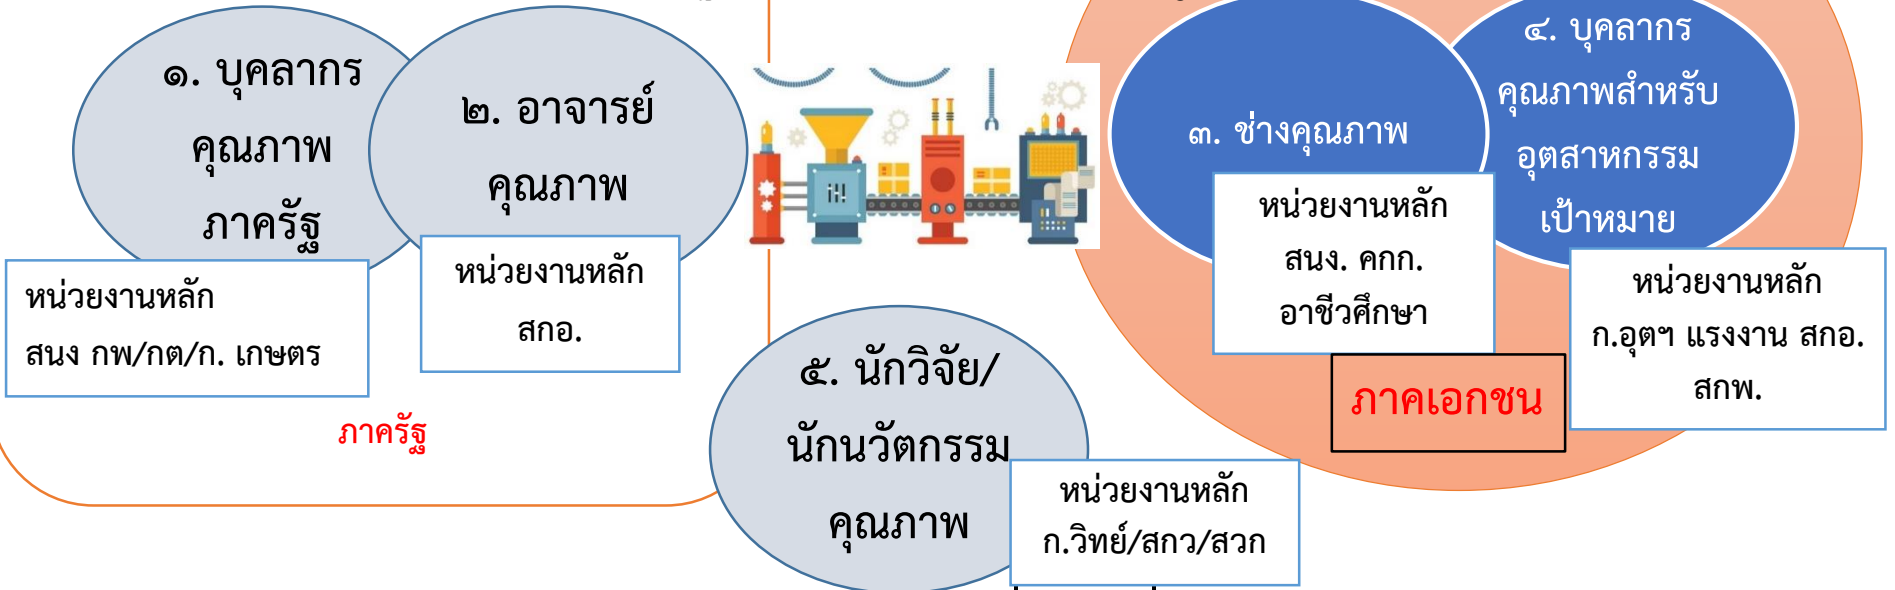 ๑. บุคลากร
คุณภาพ
ภาครัฐ
หน่วยงานหลัก
สนง กพ/กต/ก. เกษตร
๒. อาจารย์
คุณภาพ
หน่วยงานหลัก
สกอ.
ภาครัฐ
๓. ช่างคุณภาพ
หน่วยงานหลัก
สนง. คกก.
อาชีวศึกษา
๔. บุคลากร
คุณภาพสำหรับ
อุตสาหกรรม
เป้าหมาย
หน่วยงานหลัก
ก.อุตฯ แรงงาน สกอ.
สกพ.
ภาคเอกชน
๕. นักวิจัย/
นักนวัตกรรม
คุณภาพ
หน่วยงานหลัก
ก.วิทย์/สกว/สวก